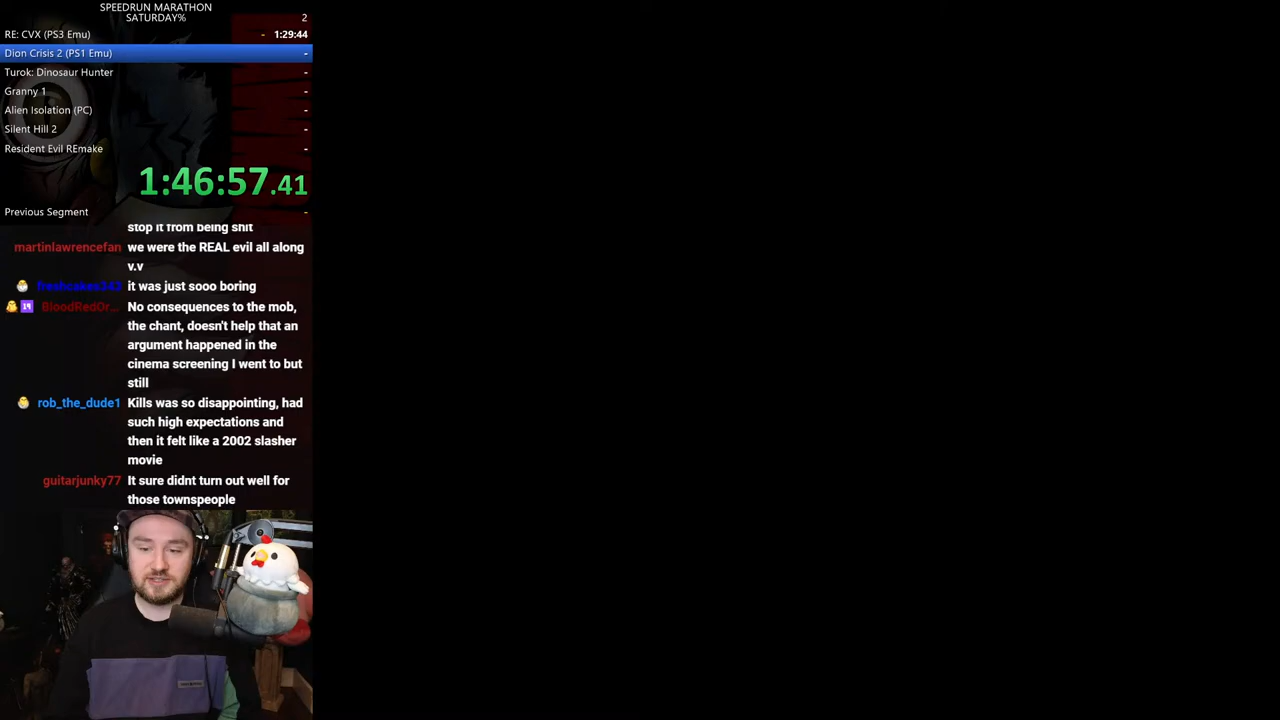 SPEEDRUN MARATHON
SATURDAY%
2
RE: CVX (PS3 Emu) - 1:29:44
Dion Crisis 2 (PS1 Emu) -
Turok: Dinosaur Hunter -
Granny 1 -
Alien Isolation (PC) -
Silent Hill 2 -
Resident Evil REmake -
1:46:57.41
Previous Segment -
stop it from being shit
martinlawrencefan we were the REAL evil all along
v.v
freshcakes343 it was just sooo boring
BloodRedOr... No consequences to the mob,
the chant, doesn't help that an
argument happened in the
cinema screening I went to but
still
rob_the_dude1 Kills was so disappointing, had
such high expectations and
then it felt like a 2002 slasher
movie
guitarjunky77 It sure didnt turn out well for
those townspeople